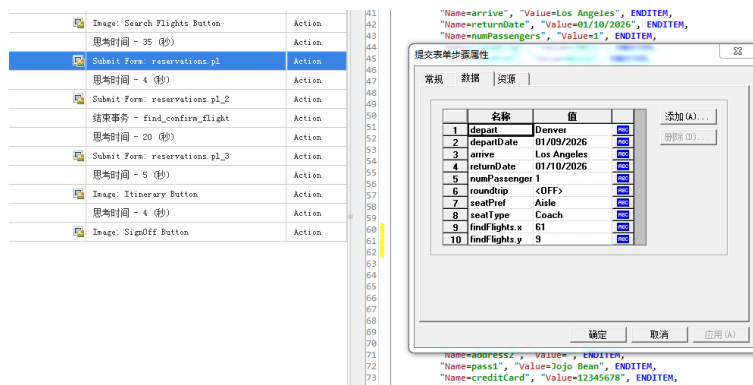 Image: Search Flights Button Action
思考时间 - 35 (秒) Action
Submit Form: reservations.pl Action
思考时间 - 4 (秒) Action
Submit Form: reservations.pl_2 Action
结束事务 - find_confirm_flight Action
思考时间 - 20 (秒) Action
Submit Form: reservations.pl_3 Action
思考时间 - 5 (秒) Action
Image: Itinerary Button Action
思考时间 - 4 (秒) Action
Image: SignOff Button Action
41 "Name=arrive", "Value=Los Angeles", ENDITEM,
42 "Name=returnDate", "Value=01/10/2026", ENDITEM,
43 "Name=numPassengers", "Value=1", ENDITEM,
44
45
46
47
48
49
50
51
52
53
54
55
56
57
58
59
60
61
62
63
64
65
66
67
68
69
70
71 "Name=address2", "Value=", ENDITEM,
72 "Name=pass1", "Value=Jojo Bean", ENDITEM,
73 "Name=creditCard", "Value=12345678", ENDITEM,
提交表单步骤属性
常规 数据 资源
名称 值
1 depart Denver ABC
2 departDate 01/09/2026 ABC
3 arrive Los Angeles ABC
4 returnDate 01/10/2026 ABC
5 numPassenger 1 ABC
6 roundtrip <OFF> ABC
7 seatPref Aisle ABC
8 seatType Coach ABC
9 findFlights.x 61 ABC
10 findFlights.y 9 ABC
添加(A)...
删除(D)...
确定 取消 应用(A)